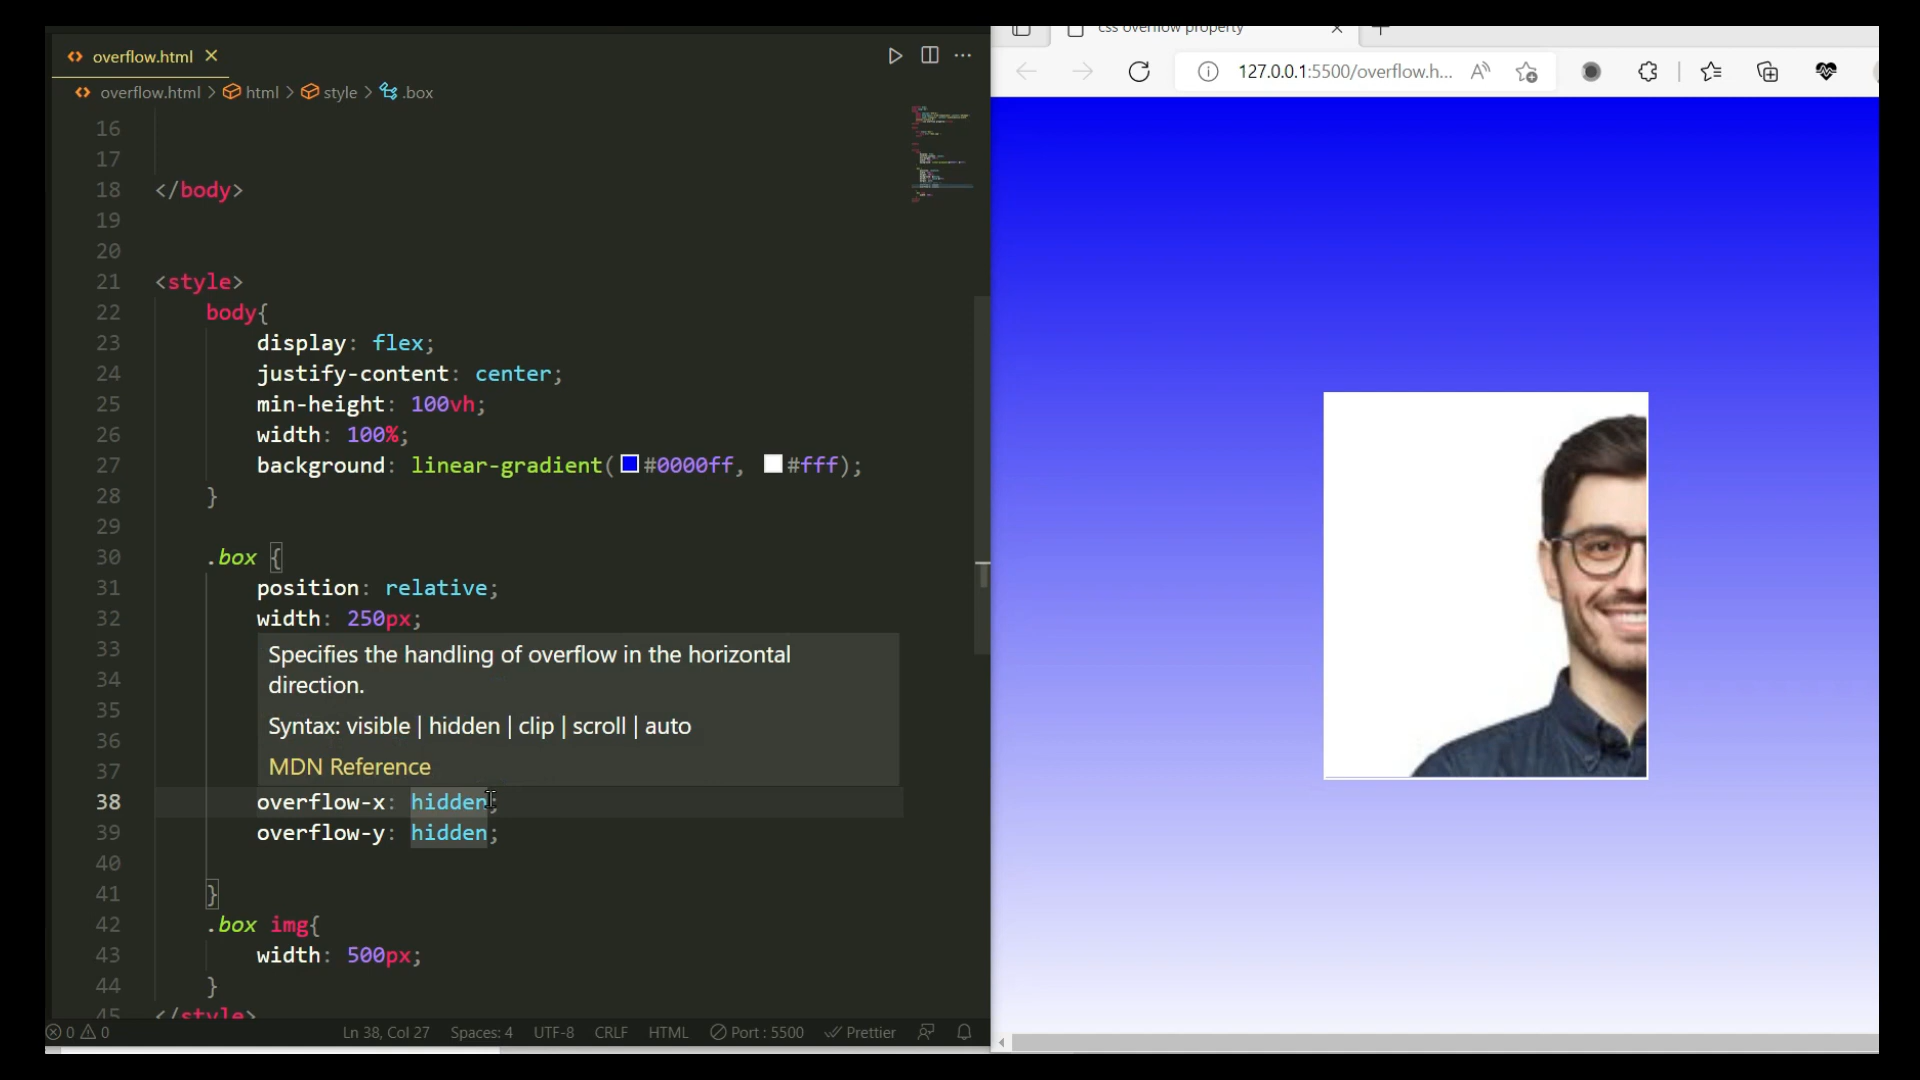 overflow.html
overflow.html > html > style > .box
16
17
18 </body>
19
20
21 <style>
22 body{
23 display: flex;
24 justify-content: center;
25 min-height: 100vh;
26 width: 100%;
27 background: linear-gradient(#0000ff, #fff);
28 }
29
30 .box {
31 position: relative;
32 width: 250px;
33
34
35
36
37
Specifies the handling of overflow in the horizontal
direction.
Syntax: visible | hidden | clip | scroll | auto
MDN Reference
38 overflow-x: hidden;
39 overflow-y: hidden;
40
41 }
42 .box img{
43 width: 500px;
44 }
45 </style>
0 0 Ln 38, Col 27 Spaces: 4 UTF-8 CRLF HTML Port : 5500 Prettier
css overflow property
127.0.0.1:5500/overflow.h...